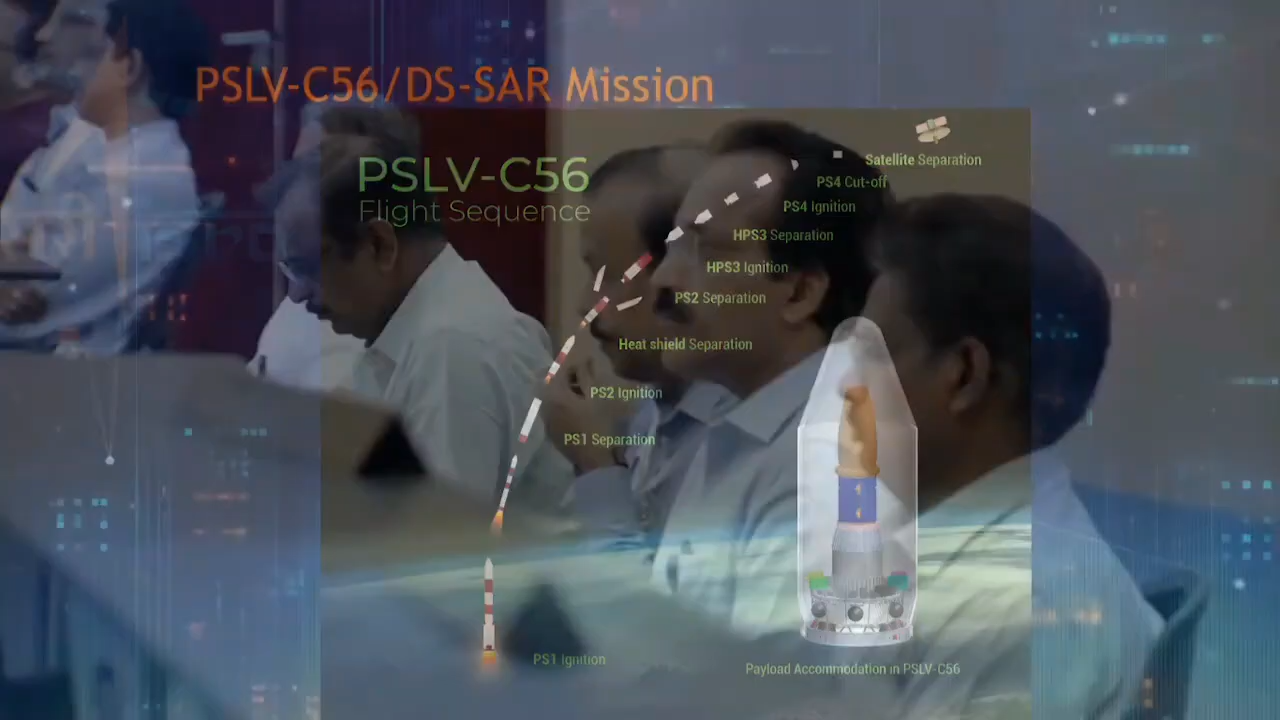 PSLV-C56/DS-SAR Mission
PSLV-C56
Flight Sequence
Satellite Separation
PS4 Cut-off
PS4 Ignition
HPS3 Separation
HPS3 Ignition
PS2 Separation
Heat shield Separation
PS2 Ignition
PS1 Separation
PS1 Ignition
Payload Accommodation in PSLV-C56